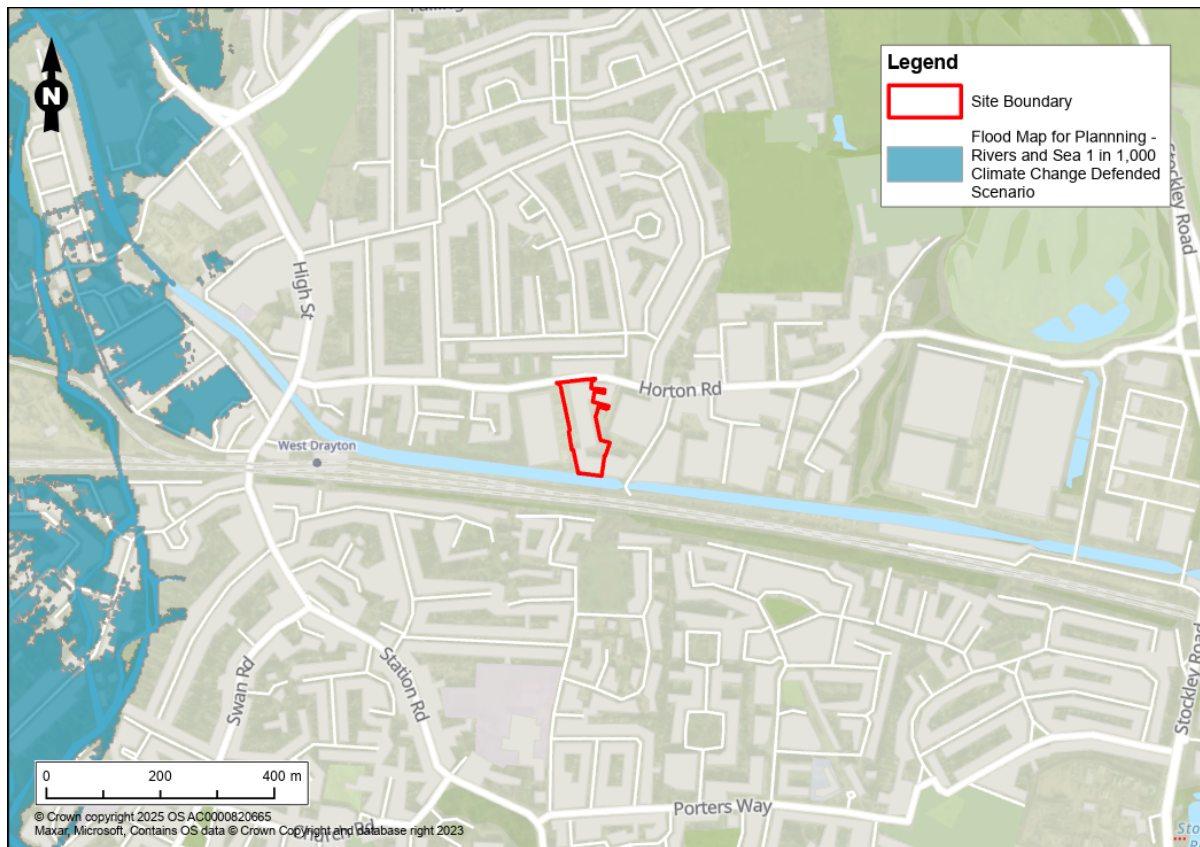 N
Legend
Site Boundary
Flood Map for Plannning -
Rivers and Sea 1 in 1,000
Climate Change Defended
Scenario
Stockley Road
High St
Horton Rd
West Drayton
Swan Rd
Station Rd
Stockley Road
Porters Way
Church Rd
0 200 400 m
© Crown copyright 2025 OS AC0000820665
Maxar, Microsoft, Contains OS data © Crown Copyright and database right 2023